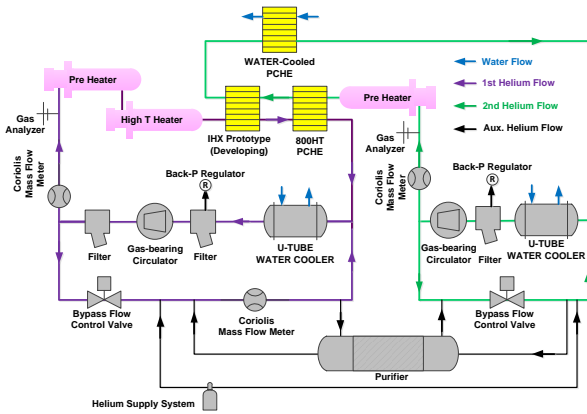 WATER-Cooled
PCHE
Water Flow
1st Helium Flow
2nd Helium Flow
Aux. Helium Flow
Pre Heater
Gas
Analyzer
High T Heater
IHX Prototype
(Developing)
800HT
PCHE
Pre Heater
Gas
Analyzer
Coriolis
Mass Flow
Meter
Back-P Regulator
R
Filter
Gas-bearing
Circulator
Filter
U-TUBE
WATER COOLER
Coriolis
Mass Flow
Meter
Back-P Regulator
R
Gas-bearing
Circulator
Filter
U-TUBE
WATER COOLER
Bypass Flow
Control Valve
Coriolis
Mass Flow Meter
Bypass Flow
Control Valve
Purifier
Helium Supply System